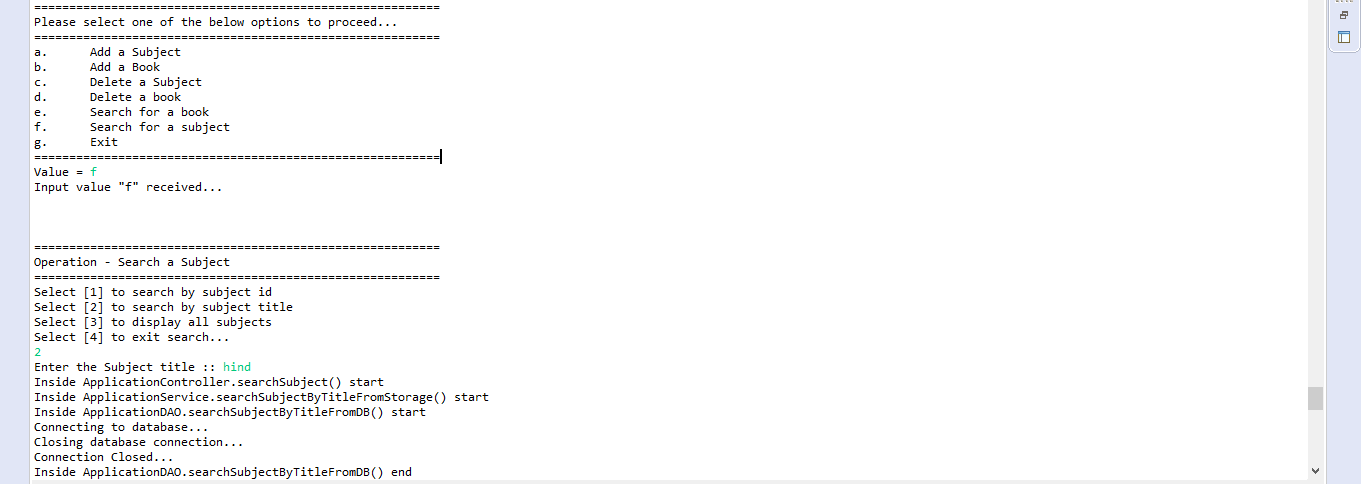 ==========================================================
Please select one of the below options to proceed...
==========================================================
a. Add a Subject
b. Add a Book
c. Delete a Subject
d. Delete a book
e. Search for a book
f. Search for a subject
g. Exit
==========================================================
Value = f
Input value "f" received...
==========================================================
Operation - Search a Subject
==========================================================
Select [1] to search by subject id
Select [2] to search by subject title
Select [3] to display all subjects
Select [4] to exit search...
2
Enter the Subject title :: hind
Inside ApplicationController.searchSubject() start
Inside ApplicationService.searchSubjectByTitleFromStorage() start
Inside ApplicationDAO.searchSubjectByTitleFromDB() start
Connecting to database...
Closing database connection...
Connection Closed...
Inside ApplicationDAO.searchSubjectByTitleFromDB() end